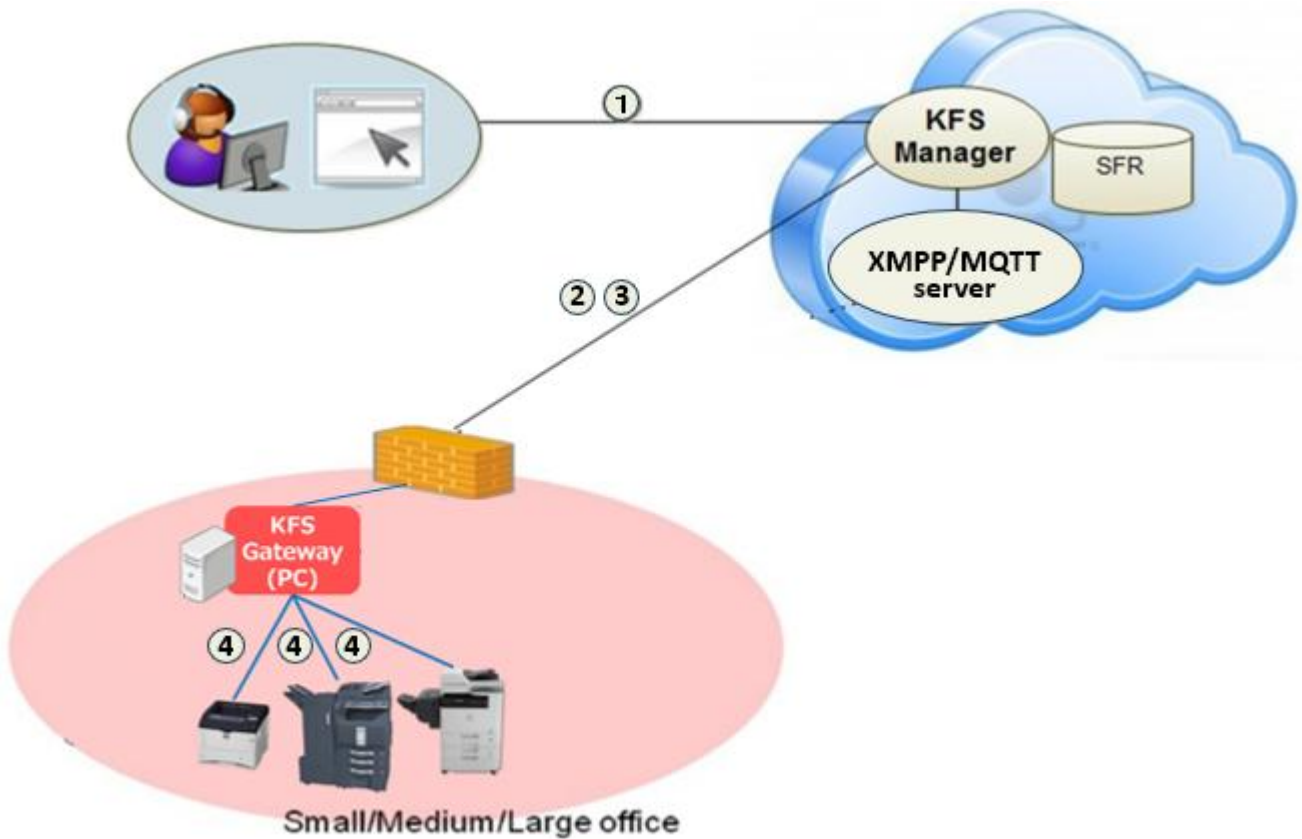 1
KFS
Manager
SFR
XMPP/MQTT
server
2 3
KFS
Gateway
(PC)
4 4 4
Small/Medium/Large office